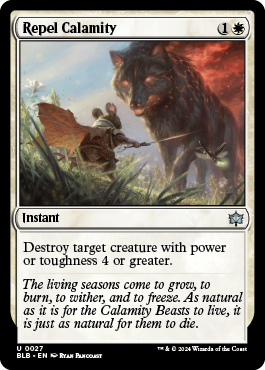 Repel Calamity 1
Instant
Destroy target creature with power
or toughness 4 or greater.
The living seasons come to grow, to
burn, to wither, and to freeze. As natural
as it is for the Calamity Beasts to live, it
is just as natural for them to die.
U 0027
BLB • EN Ryan Pancoast
™ & © 2024 Wizards of the Coast